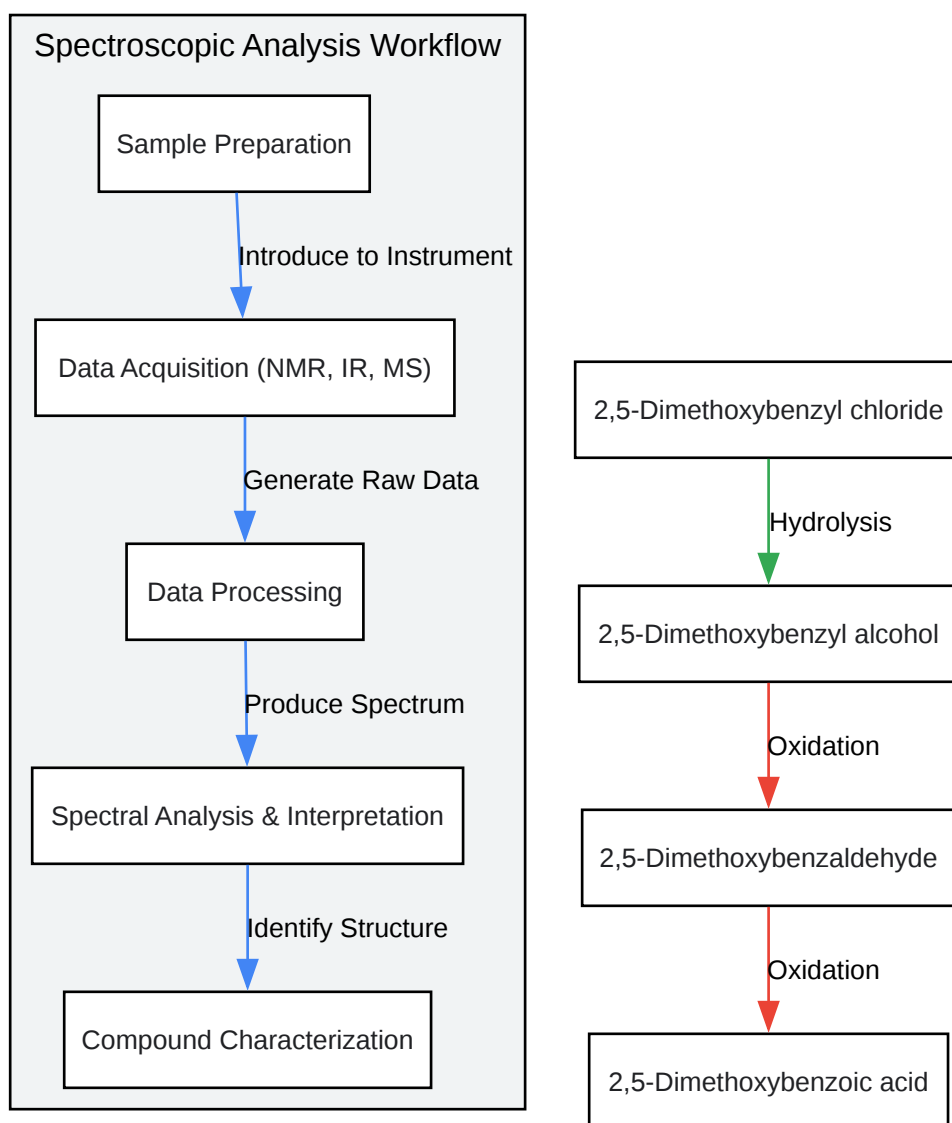 Spectroscopic Analysis Workflow
Sample Preparation
Introduce to Instrument
Data Acquisition (NMR, IR, MS)
Generate Raw Data
Data Processing
Produce Spectrum
Spectral Analysis & Interpretation
Identify Structure
Compound Characterization
2,5-Dimethoxybenzyl chloride
Hydrolysis
2,5-Dimethoxybenzyl alcohol
Oxidation
2,5-Dimethoxybenzaldehyde
Oxidation
2,5-Dimethoxybenzoic acid